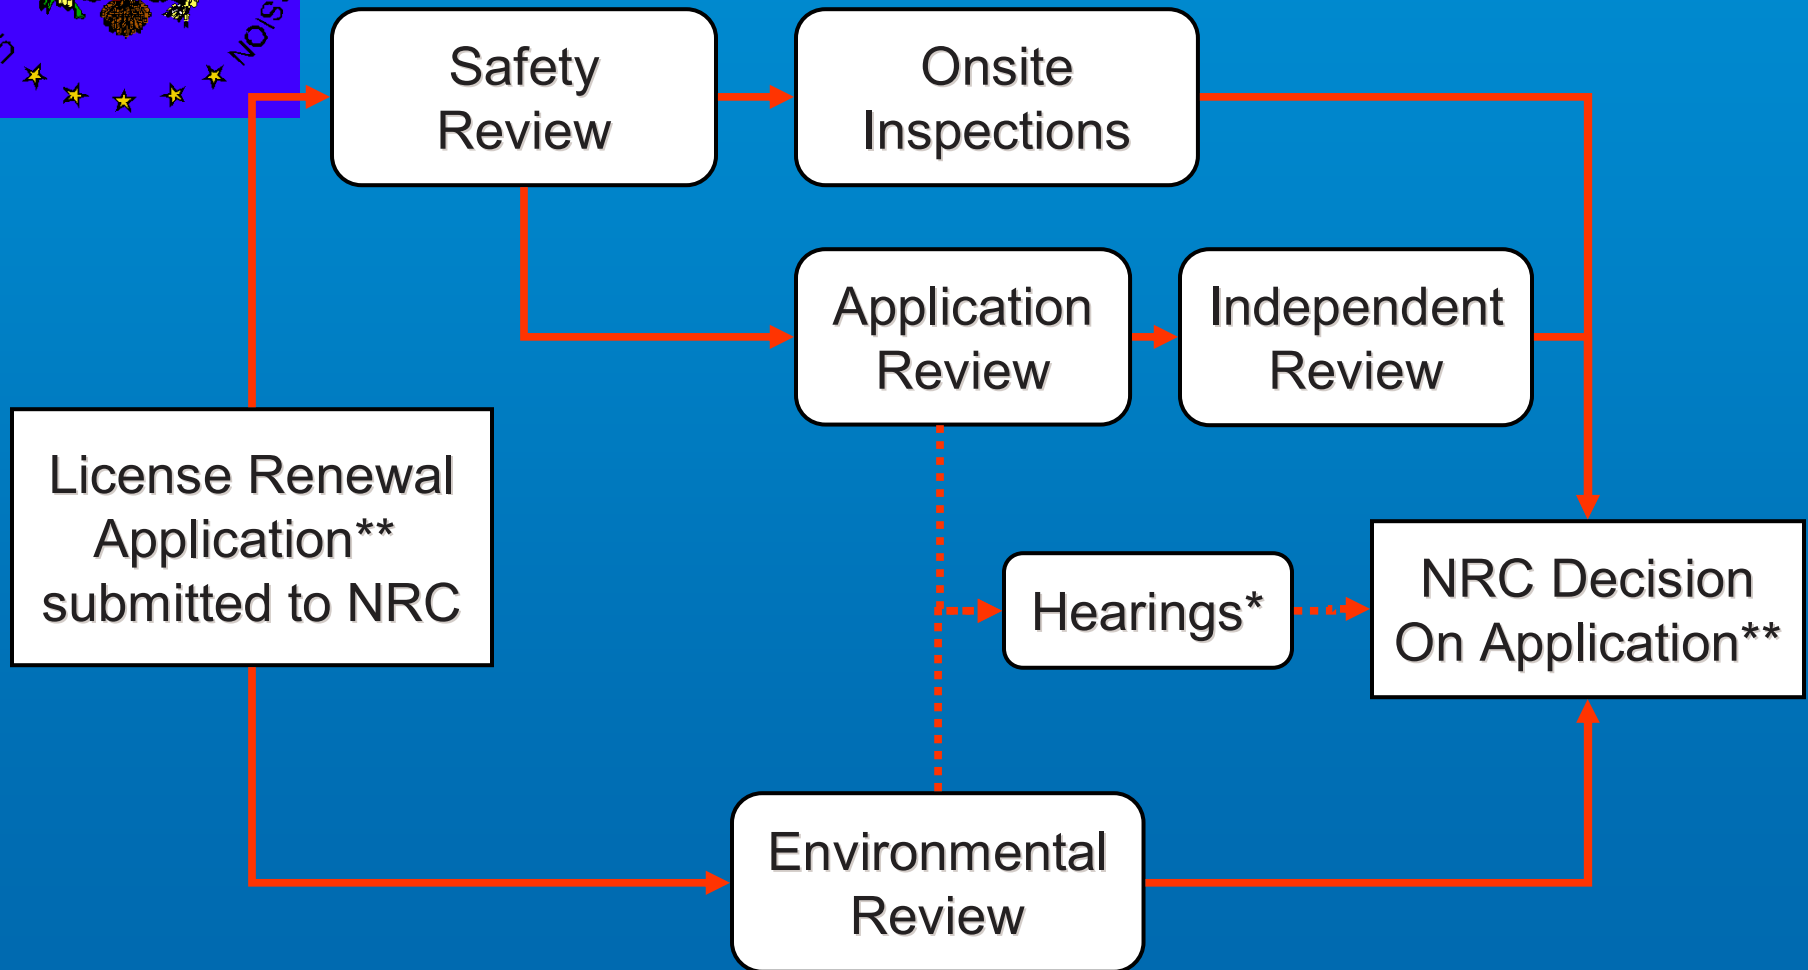 Safety
Review
Onsite
Inspections
Application
Review
Independent
Review
License Renewal
Application**
submitted to NRC
Hearings*
NRC Decision
On Application**
Environmental
Review